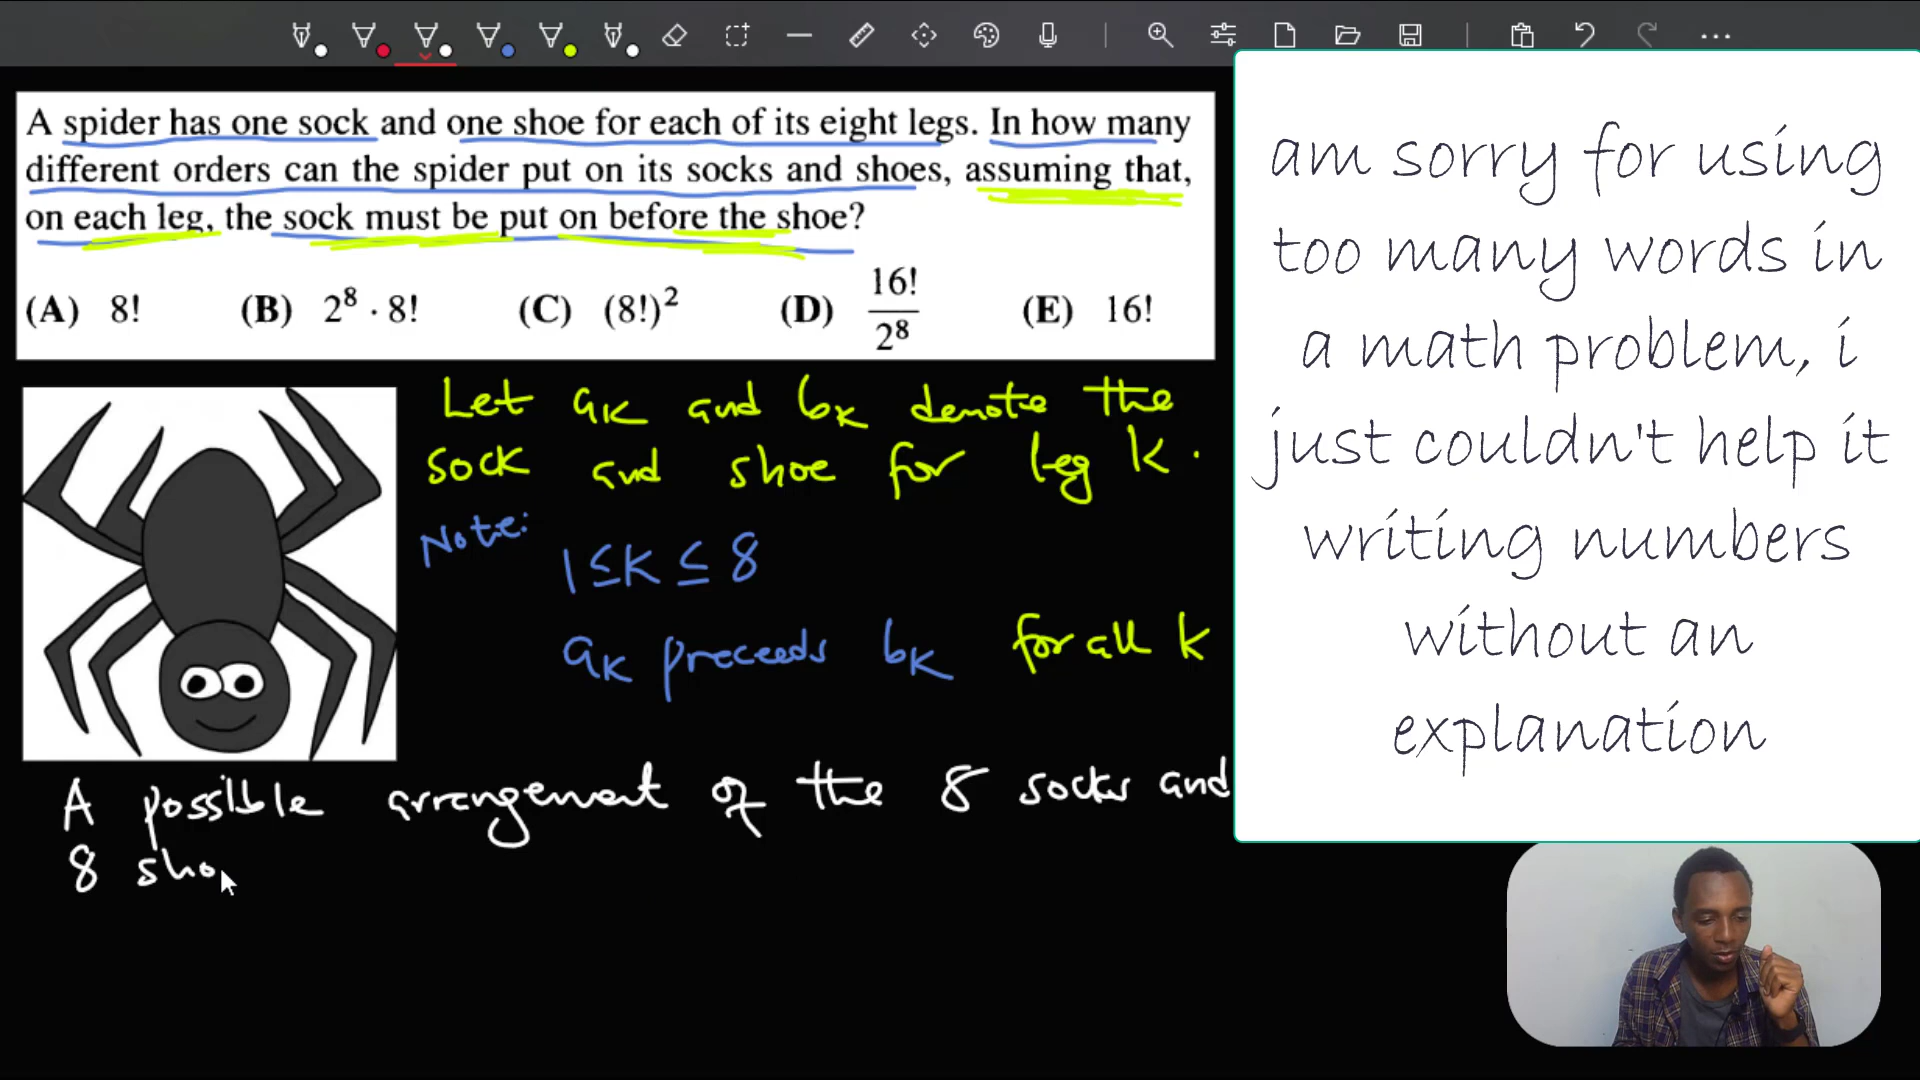 A spider has one sock and one shoe for each of its eight legs. In how many
different orders can the spider put on its socks and shoes, assuming that,
on each leg, the sock must be put on before the shoe?
(A) 8! (B) 2⁸ · 8! (C) (8!)² (D) 16!/2⁸ (E) 16!
Let aₖ and bₖ denote the
sock and shoe for leg k.
Note:
1 ≤ k ≤ 8
aₖ preceeds bₖ for all k
A possible arrangement of the 8 socks and
8 sho
am sorry for using
too many words in
a math problem, i
just couldn't help it
writing numbers
without an
explanation